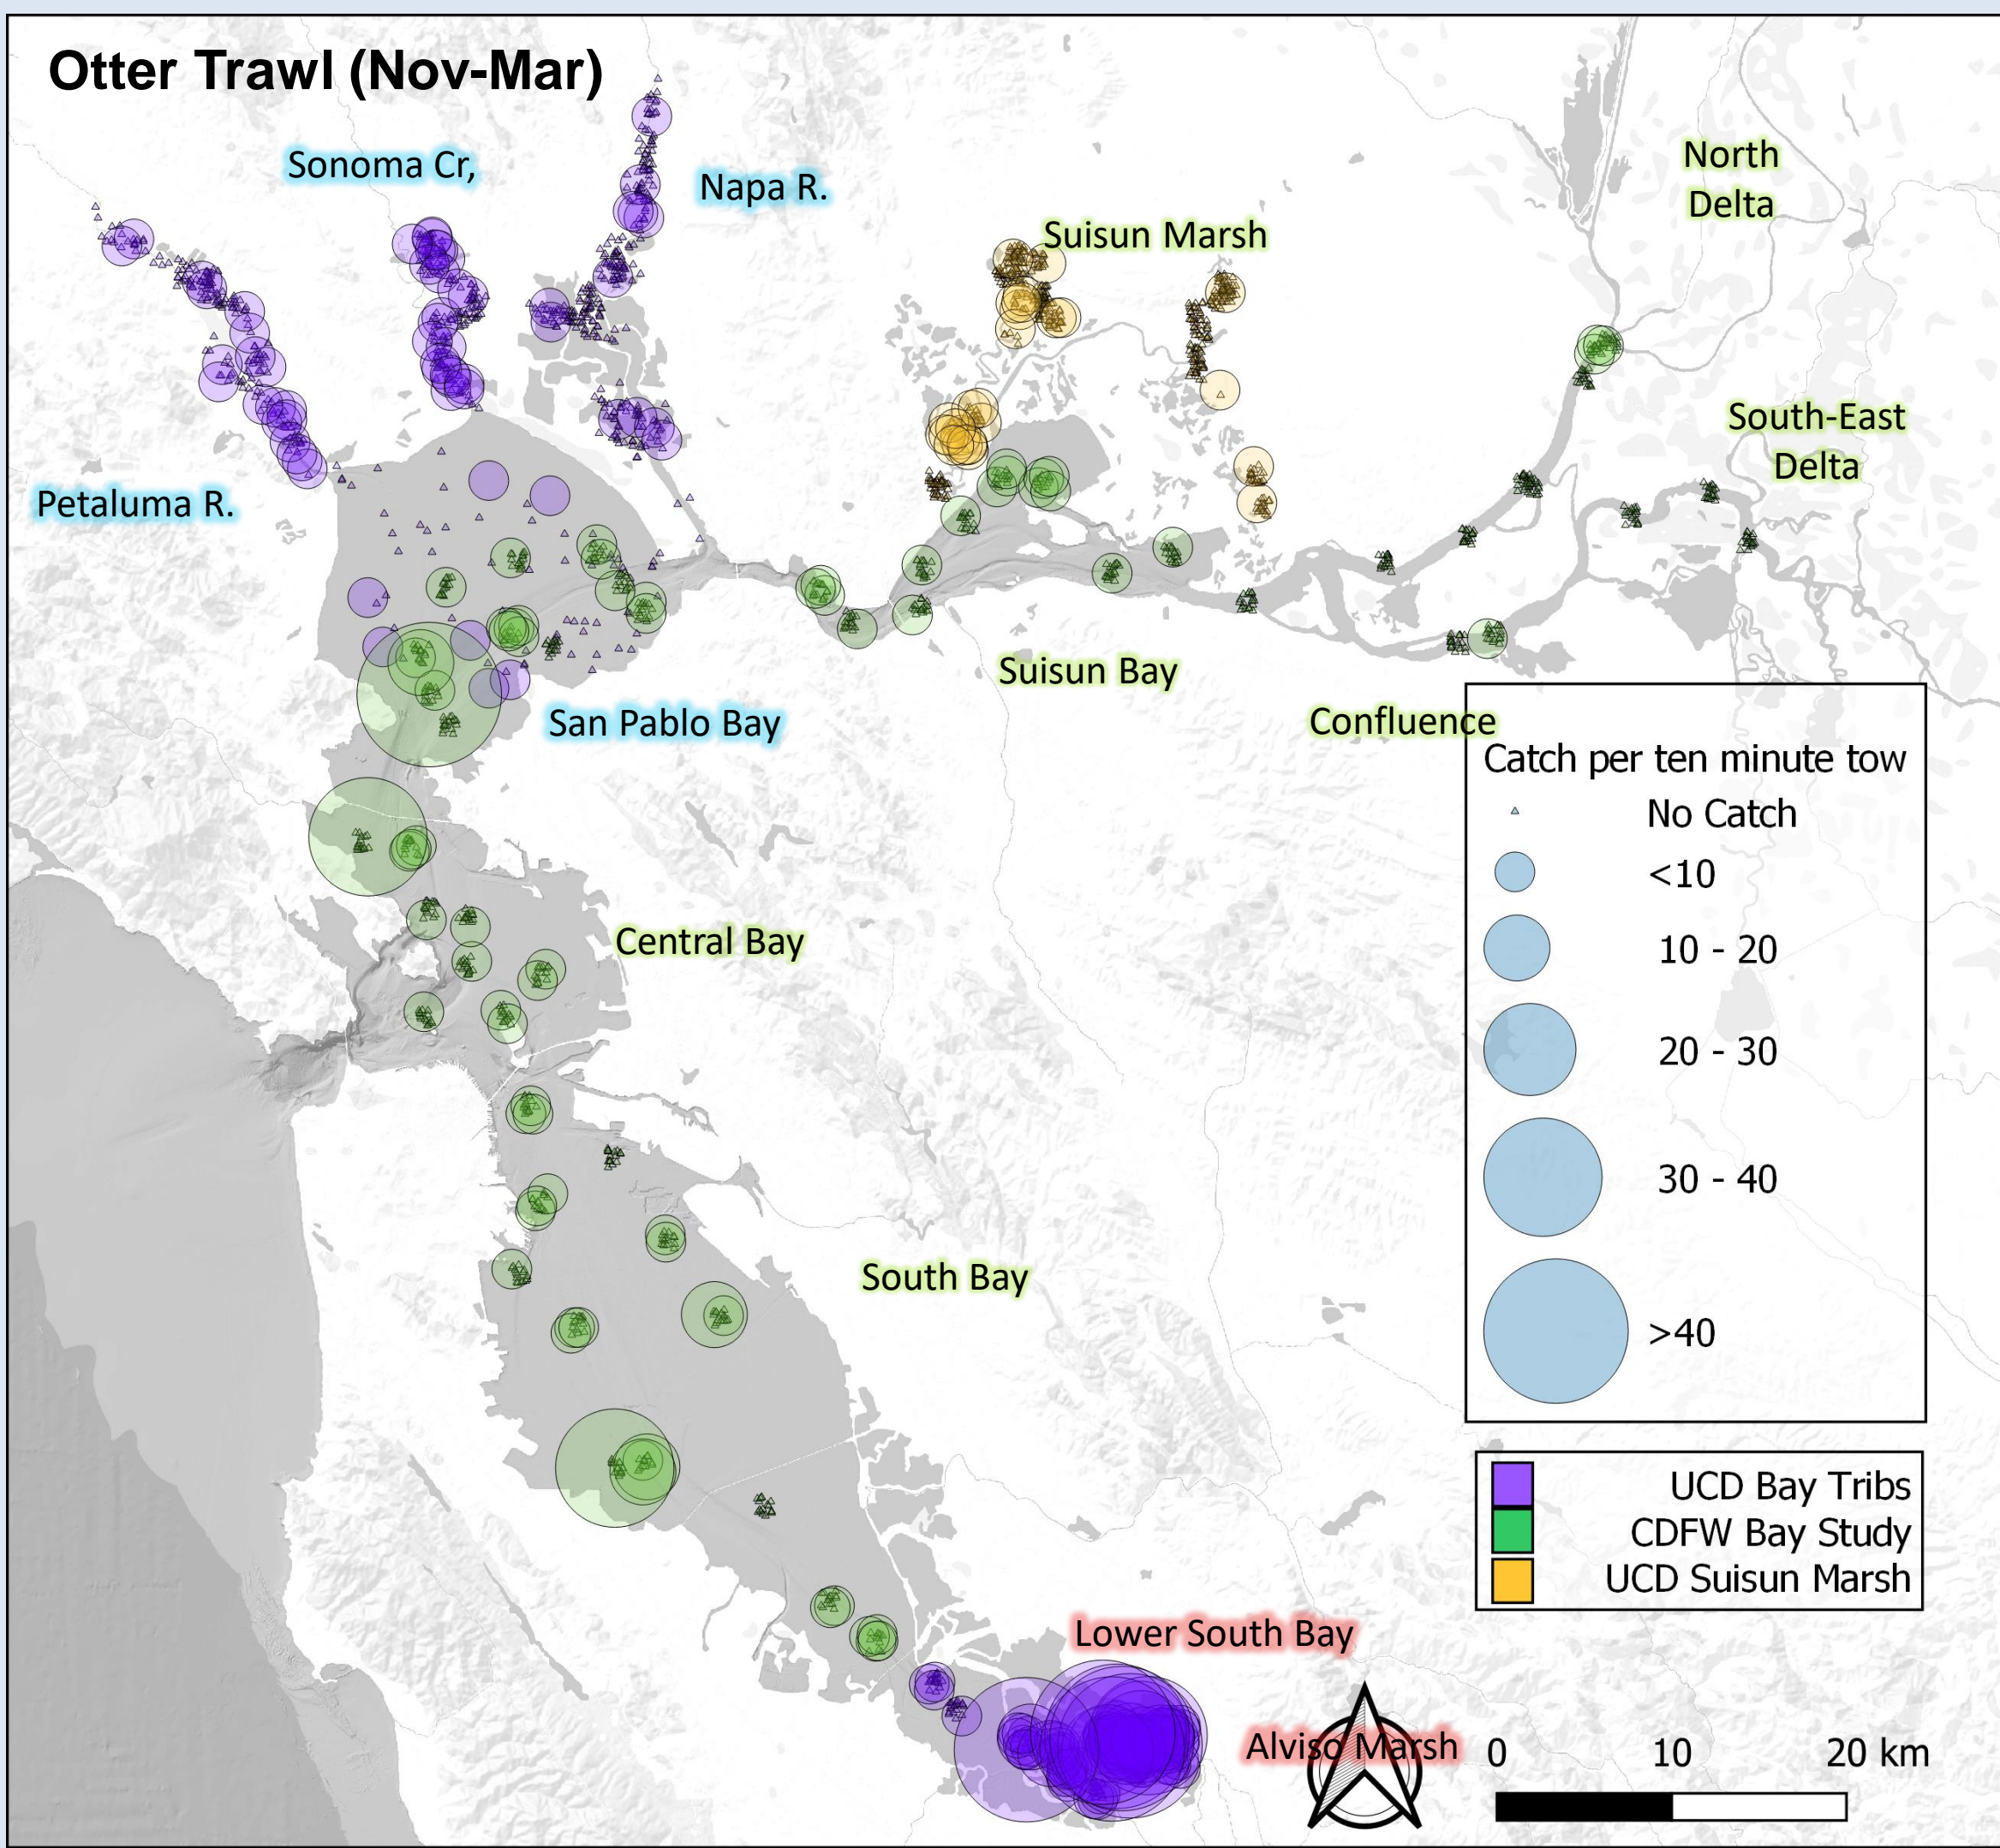 Otter Trawl (Nov-Mar)
Sonoma Cr,
Napa R.
North
Delta
Suisun Marsh
South-East
Delta
Petaluma R.
Suisun Bay
San Pablo Bay
Confluence
Catch per ten minute tow
No Catch
<10
10 - 20
20 - 30
30 - 40
>40
Central Bay
South Bay
UCD Bay Tribs
CDFW Bay Study
UCD Suisun Marsh
Lower South Bay
Alviso Marsh
0 10 20 km